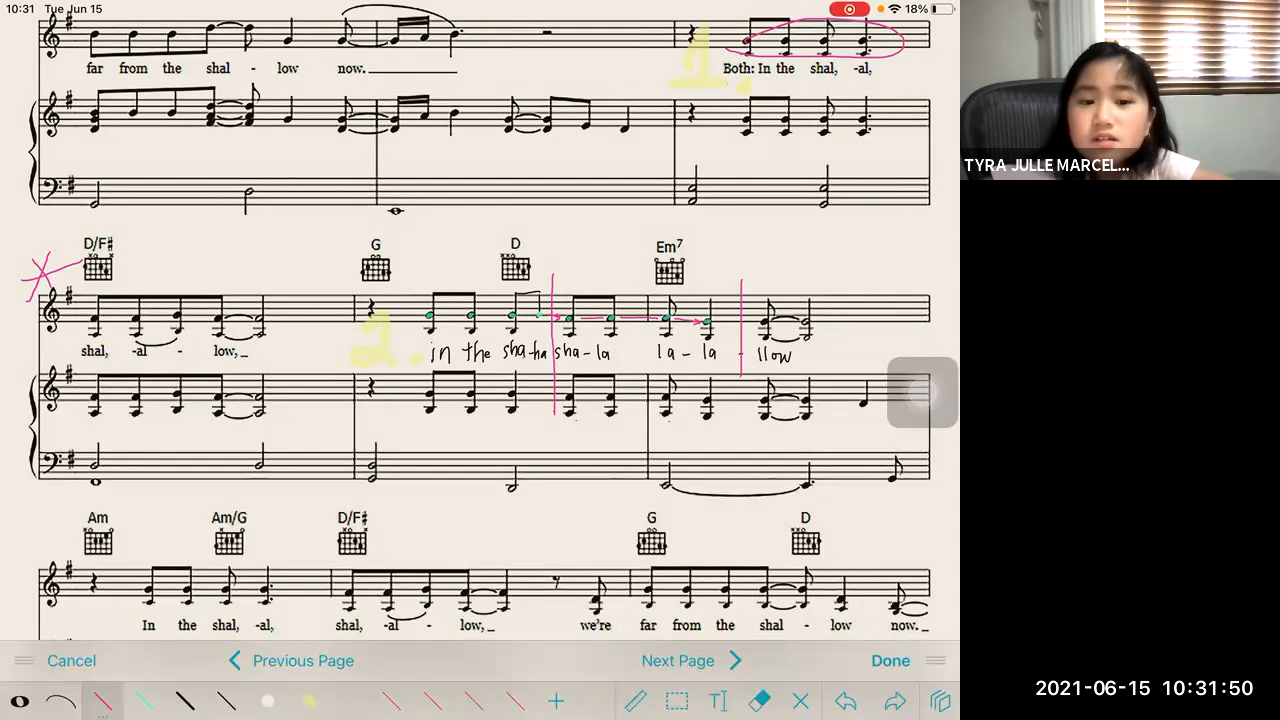 10:31 Tue Jun 15 18%
far from the shal - low now.
1.
Both: In the shal, -al,
TYRA JULLE MARCEL...
D/F# G D Em7
shal, -al - low,_
2.
in the sha-ha sha-la la-la - llow
Am Am/G D/F# G D
In the shal, -al, shal, -al - low,_ we're far from the shal - low now._
Cancel Previous Page Next Page Done
2021-06-15 10:31:50